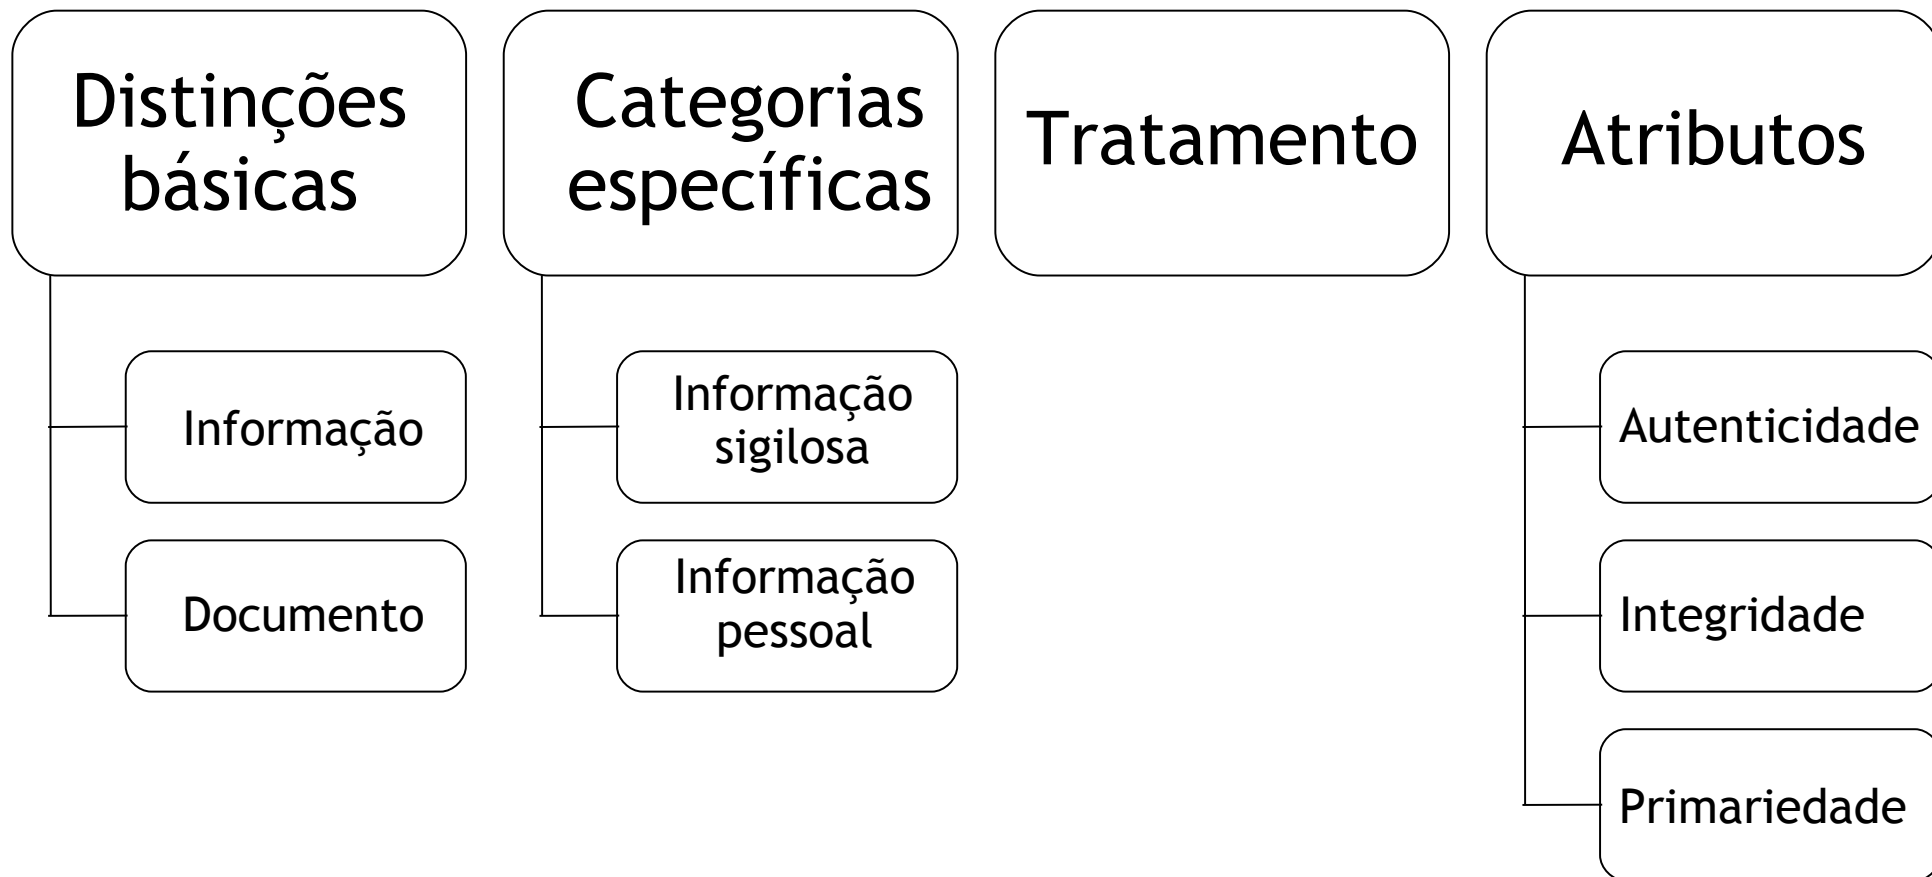 Distinções
básicas
Informação
Documento
Categorias
específicas
Informação
sigilosa
Informação
pessoal
Tratamento
Atributos
Autenticidade
Integridade
Primariedade